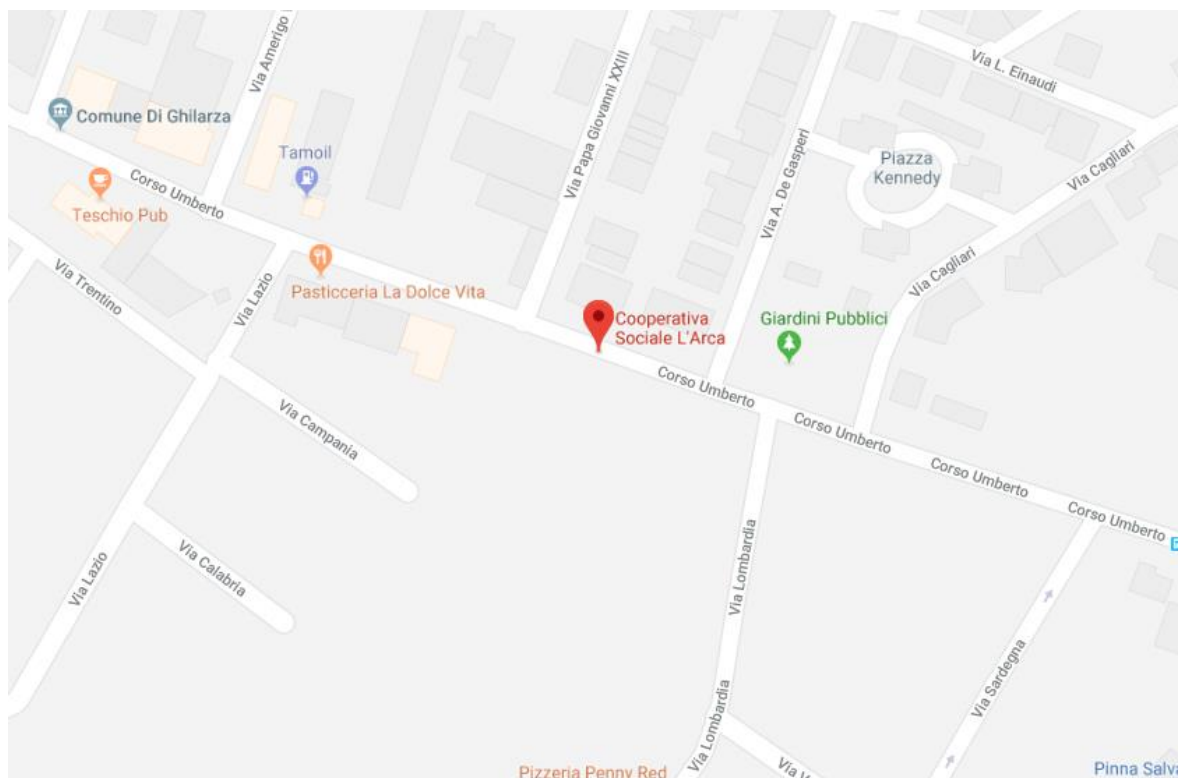 Via L. Einaudi
Via Amerigo
Comune Di Ghilarza
Tamoil
Via Papa Giovanni XXIII
Via A. De Gasperi
Piazza
Kennedy
Via Cagliari
Corso Umberto
Teschio Pub
Via Trentino
Via Lazio
Pasticceria La Dolce Vita
Via Cagliari
Cooperativa
Sociale L'Arca
Giardini Pubblici
Corso Umberto
Corso Umberto
Corso Umberto
Corso Umberto
Via Campania
Via Calabria
Via Lazio
Via Lombardia
Via Sardegna
Via Lombardia
Pizzeria Penny Red
Via
Pinna Salva